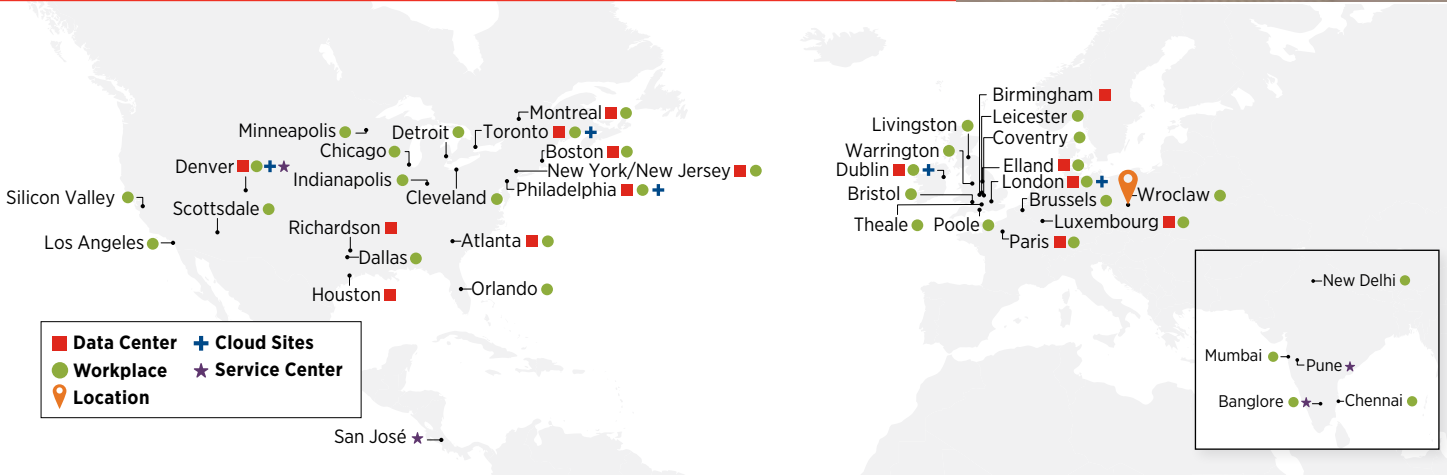 Montreal
Minneapolis
Detroit
Toronto
Chicago
Boston
Denver
New York/New Jersey
Indianapolis
Philadelphia
Silicon Valley
Cleveland
Scottsdale
Richardson
Los Angeles
Atlanta
Dallas
Orlando
Houston
Data Center
Cloud Sites
Workplace
Service Center
Location
San José
Birmingham
Leicester
Livingston
Coventry
Warrington
Elland
Dublin
London
Bristol
Brussels
Wroclaw
Theale
Poole
Luxembourg
Paris
New Delhi
Mumbai
Pune
Banglore
Chennai